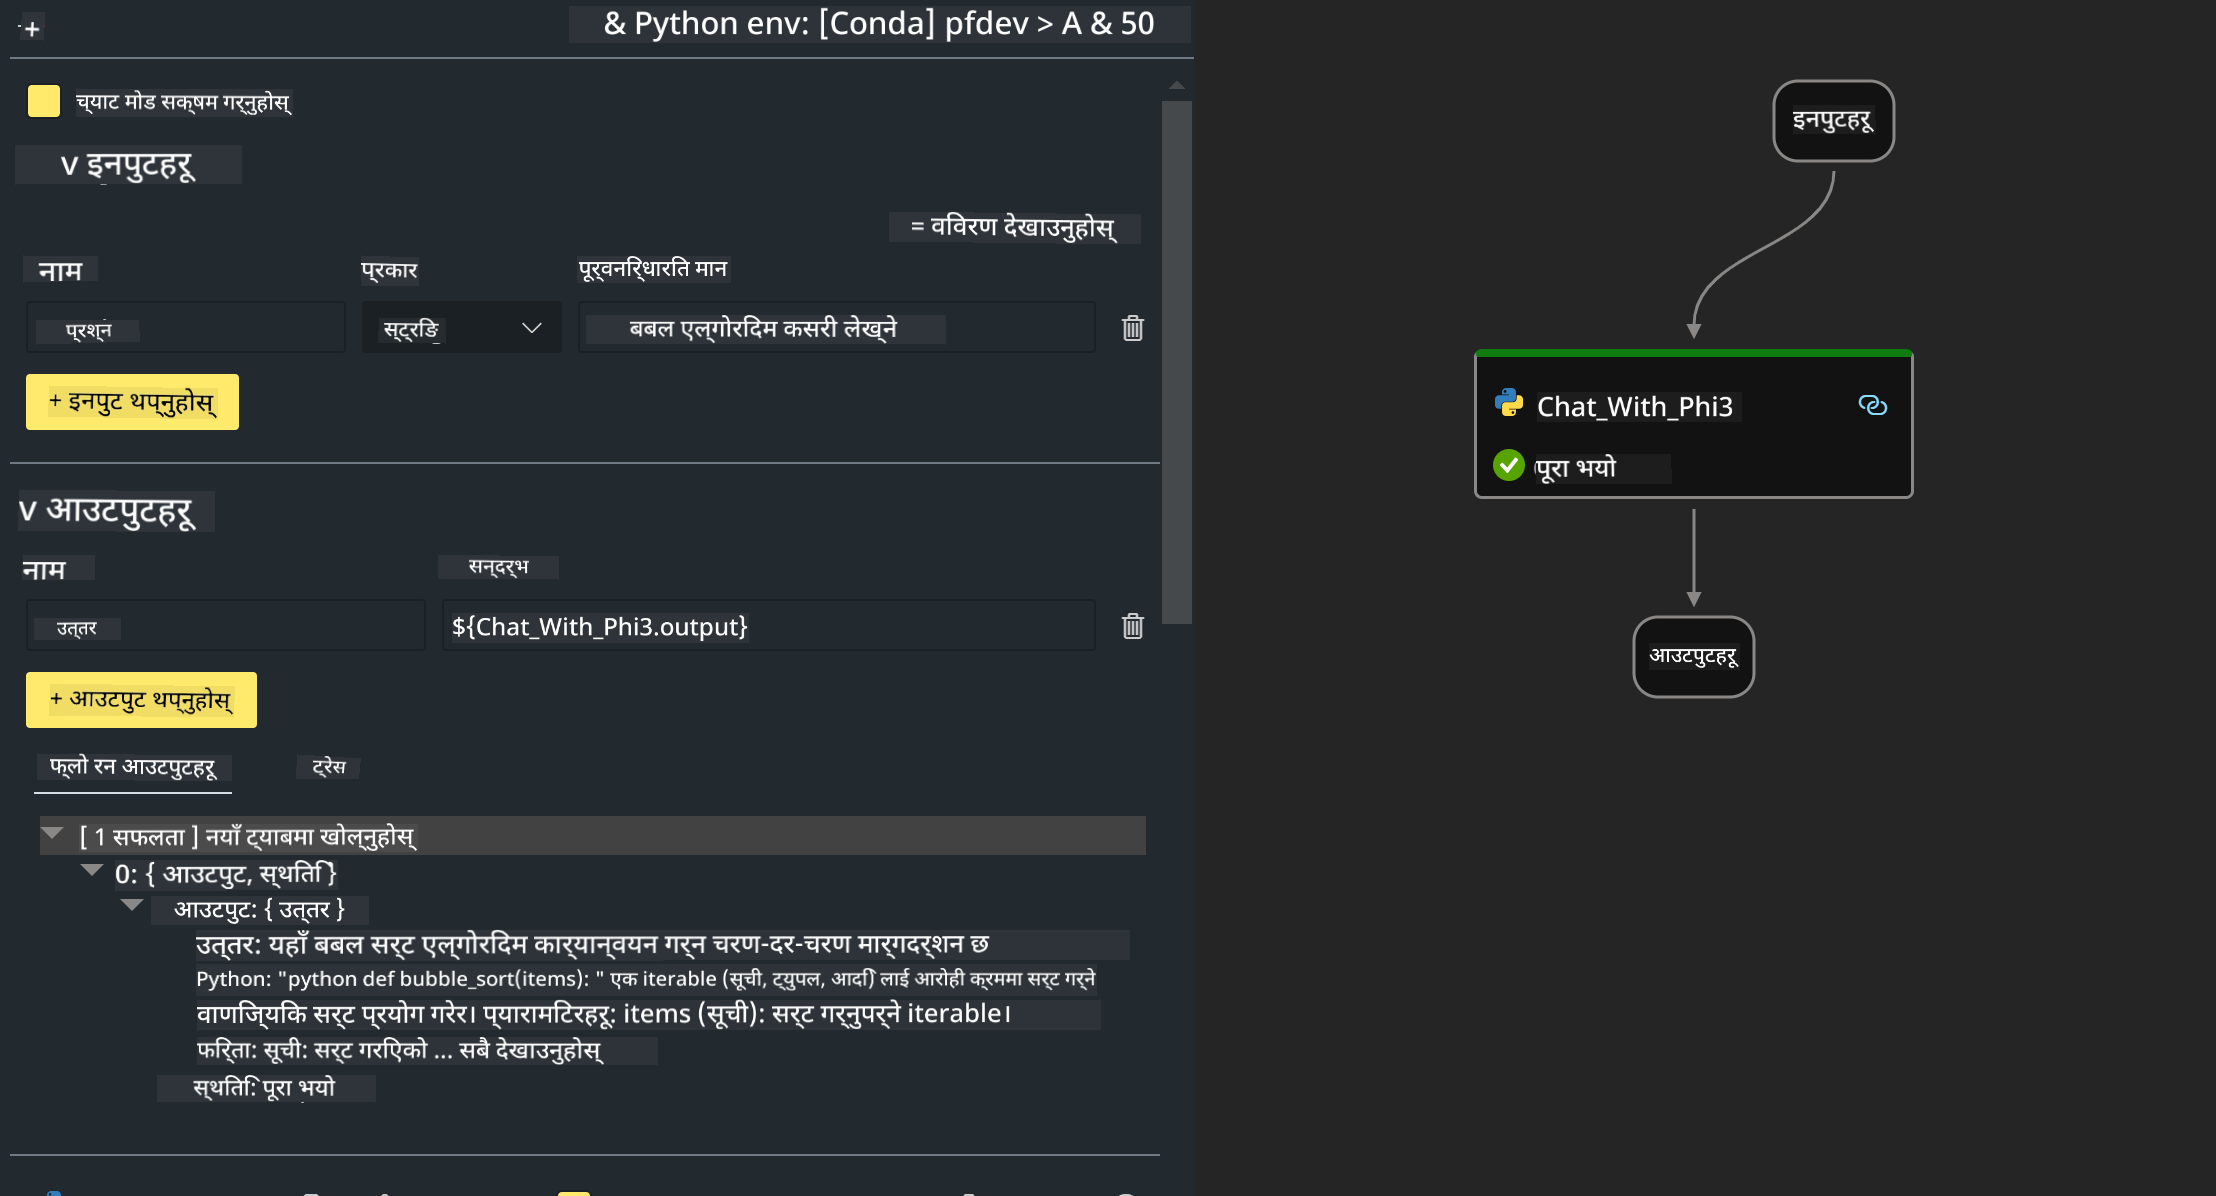 +
& Python env: [Conda] pfdev > A & 50
च्याट मोड सक्षम गर्नुहोस्
v इनपुटहरू
= विवरण देखाउनुहोस्
नाम प्रकार पूर्वनिर्धारित मान
प्रश्न स्ट्रिङ बबल एल्गोरिदम कसरी लेख्ने
+ इनपुट थप्नुहोस्
v आउटपुटहरू
नाम सन्दर्भ
उत्तर ${Chat_With_Phi3.output}
+ आउटपुट थप्नुहोस्
फ्लो रन आउटपुटहरू ट्रेस
[ 1 सफलता ] नयाँ ट्याबमा खोल्नुहोस्
0: { आउटपुट, स्थिति }
आउटपुट: { उत्तर }
उत्तर: यहाँ बबल सर्ट एल्गोरिदम कार्यान्वयन गर्न चरण-दर-चरण मार्गदर्शन छ
Python: "python def bubble_sort(items): " एक iterable (सूची, ट्युपल, आदि) लाई आरोही क्रममा सर्ट गर्ने
वाणिज्यिक सर्ट प्रयोग गरेर। प्यारामिटरहरू: items (सूची): सर्ट गर्नुपर्ने iterable।
फिर्ता: सूची: सर्ट गरिएको ... सबै देखाउनुहोस्
स्थिति: पूरा भयो
इनपुटहरू
Chat_With_Phi3
पूरा भयो
आउटपुटहरू